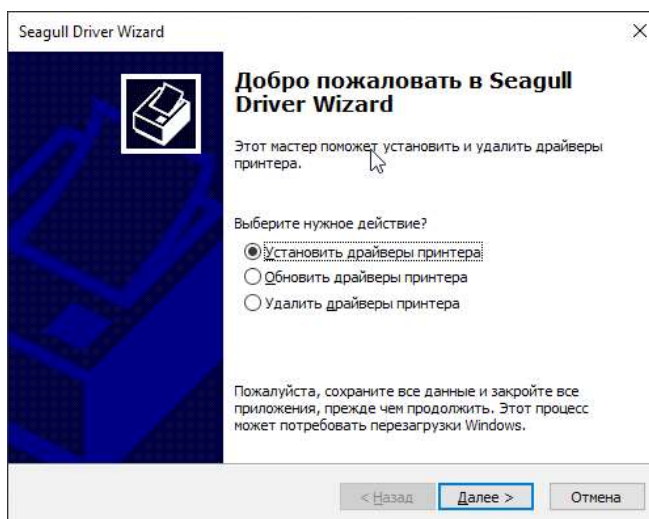 Seagull Driver Wizard
Добро пожаловать в Seagull
Driver Wizard
Этот мастер поможет установить и удалить драйверы
принтера.
Выберите нужное действие?
Установить драйверы принтера
Обновить драйверы принтера
Удалить драйверы принтера
Пожалуйста, сохраните все данные и закройте все
приложения, прежде чем продолжить. Этот процесс
может потребовать перезагрузки Windows.
< Назад
Далее >
Отмена